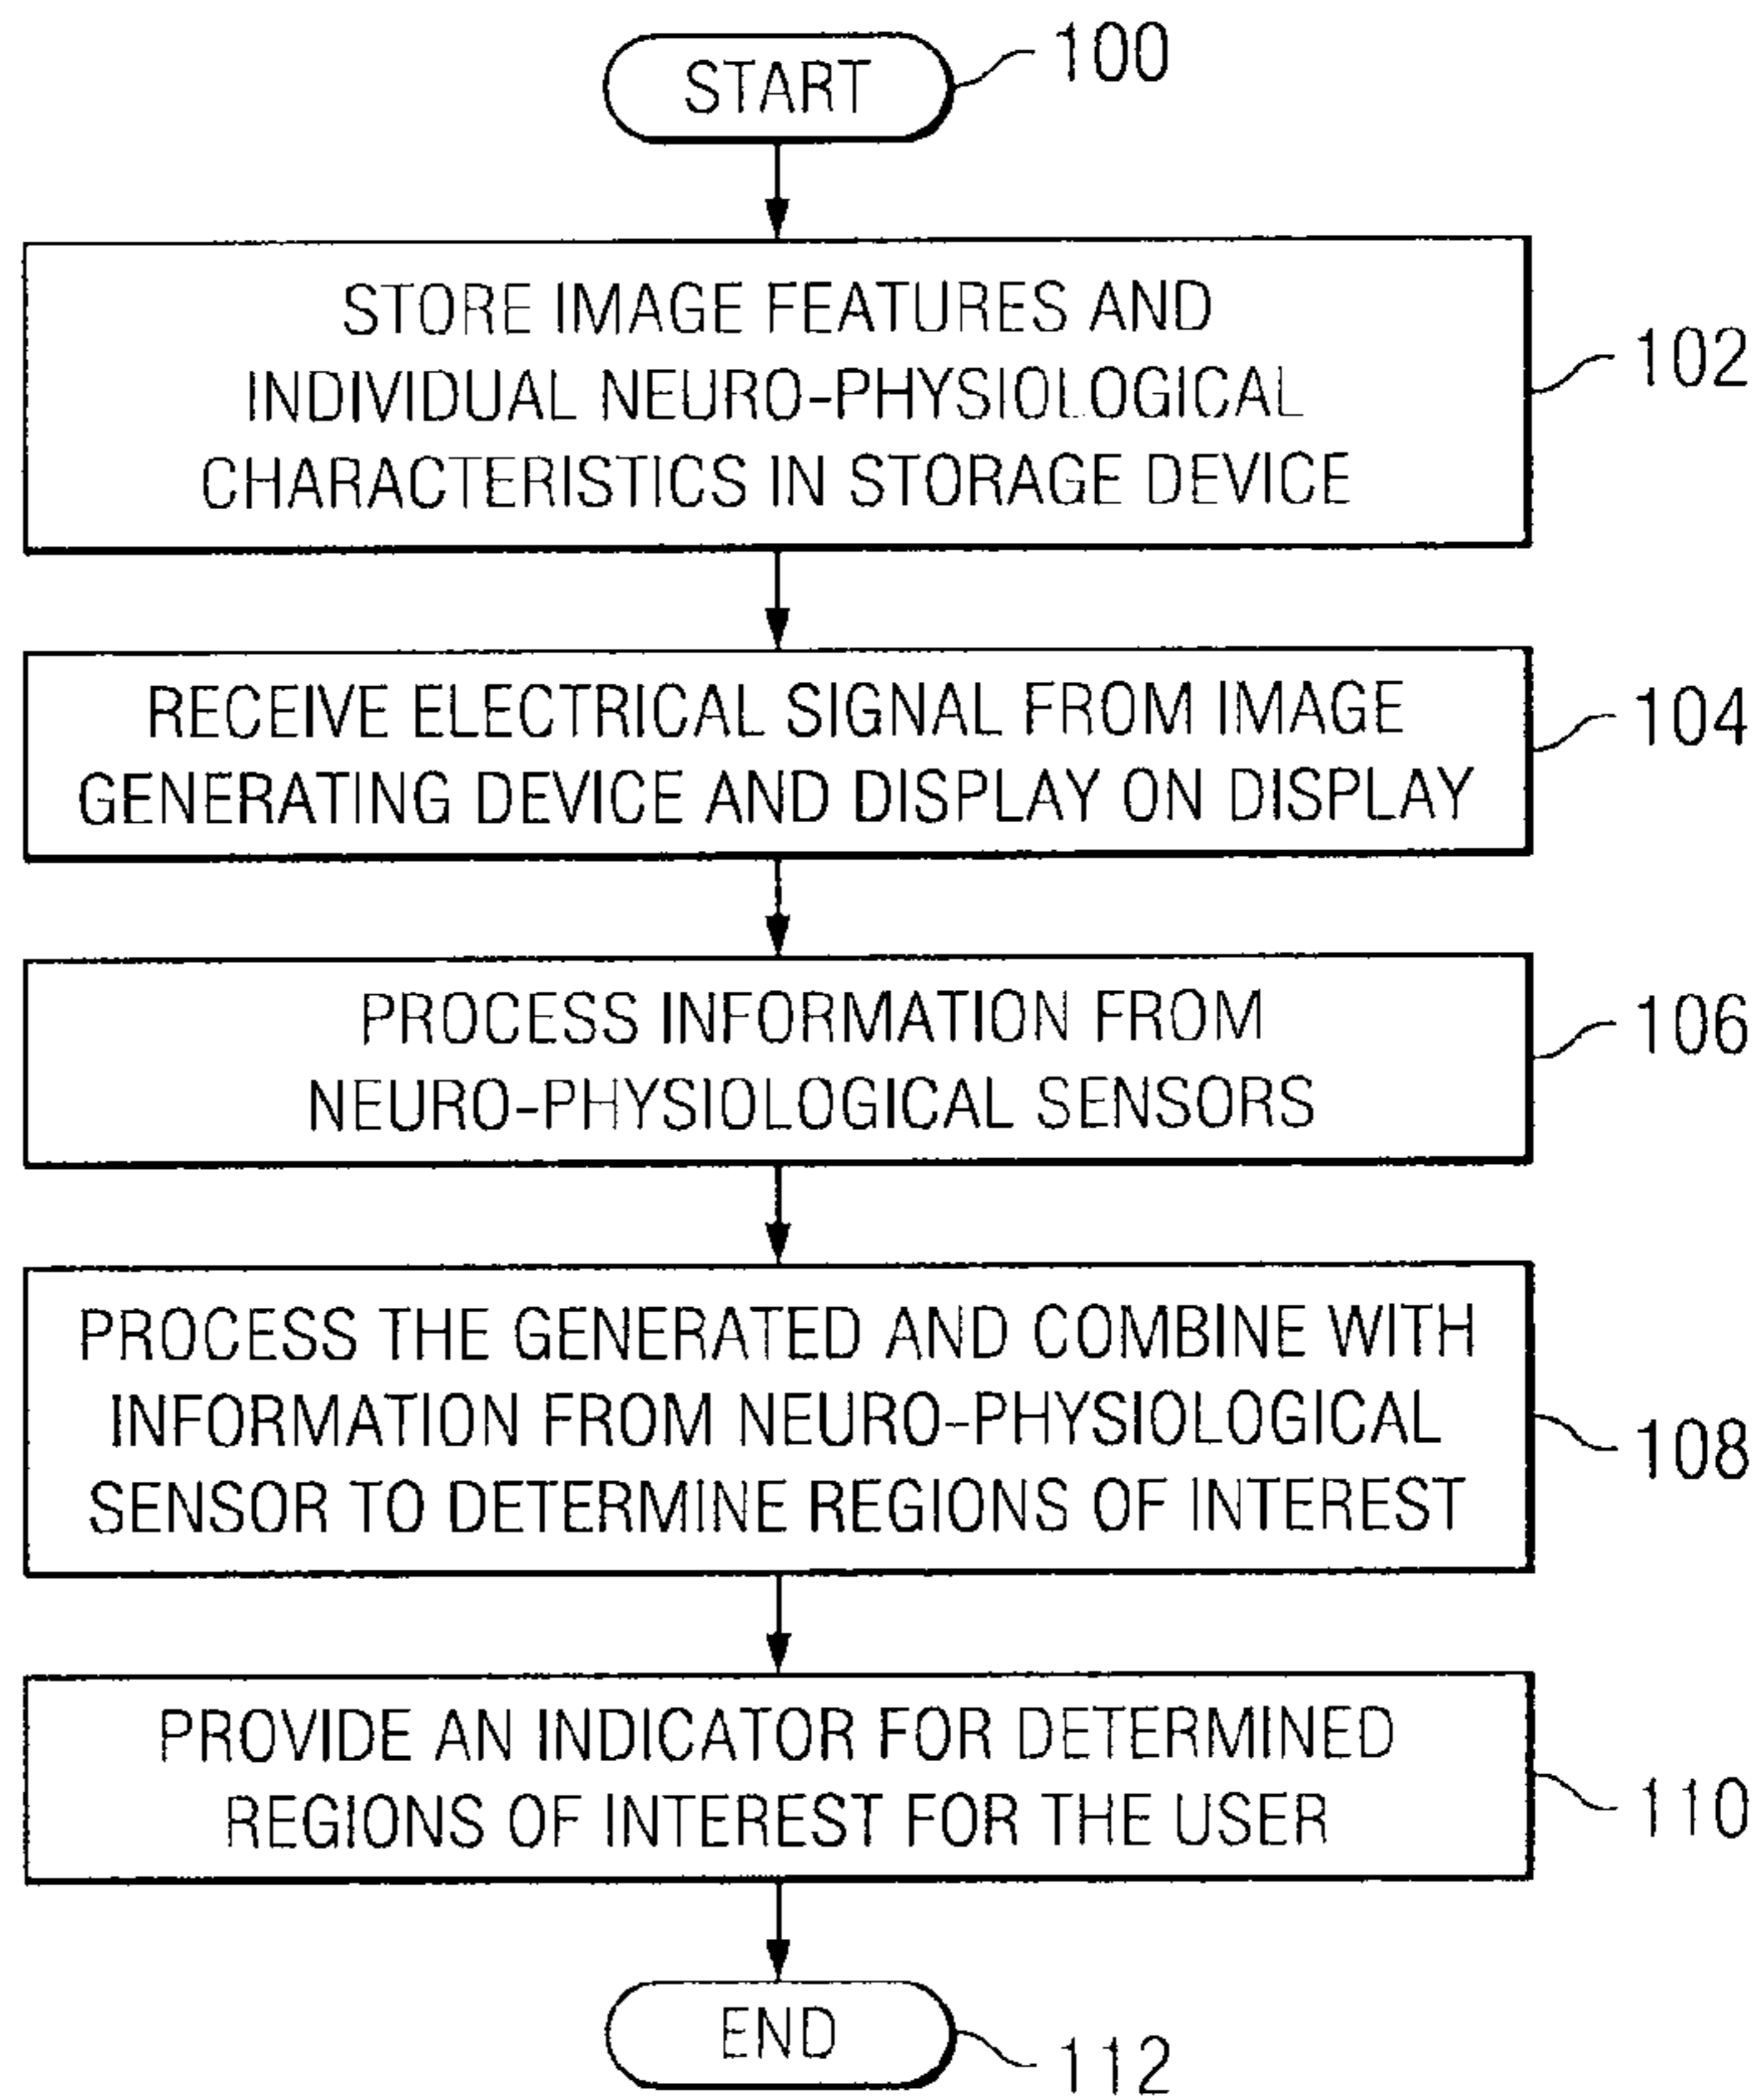 START
100
STORE IMAGE FEATURES AND
INDIVIDUAL NEURO-PHYSIOLOGICAL
CHARACTERISTICS IN STORAGE DEVICE
102
RECEIVE ELECTRICAL SIGNAL FROM IMAGE
GENERATING DEVICE AND DISPLAY ON DISPLAY
104
PROCESS INFORMATION FROM
NEURO-PHYSIOLOGICAL SENSORS
106
PROCESS THE GENERATED AND COMBINE WITH
INFORMATION FROM NEURO-PHYSIOLOGICAL
SENSOR TO DETERMINE REGIONS OF INTEREST
108
PROVIDE AN INDICATOR FOR DETERMINED
REGIONS OF INTEREST FOR THE USER
110
END
112